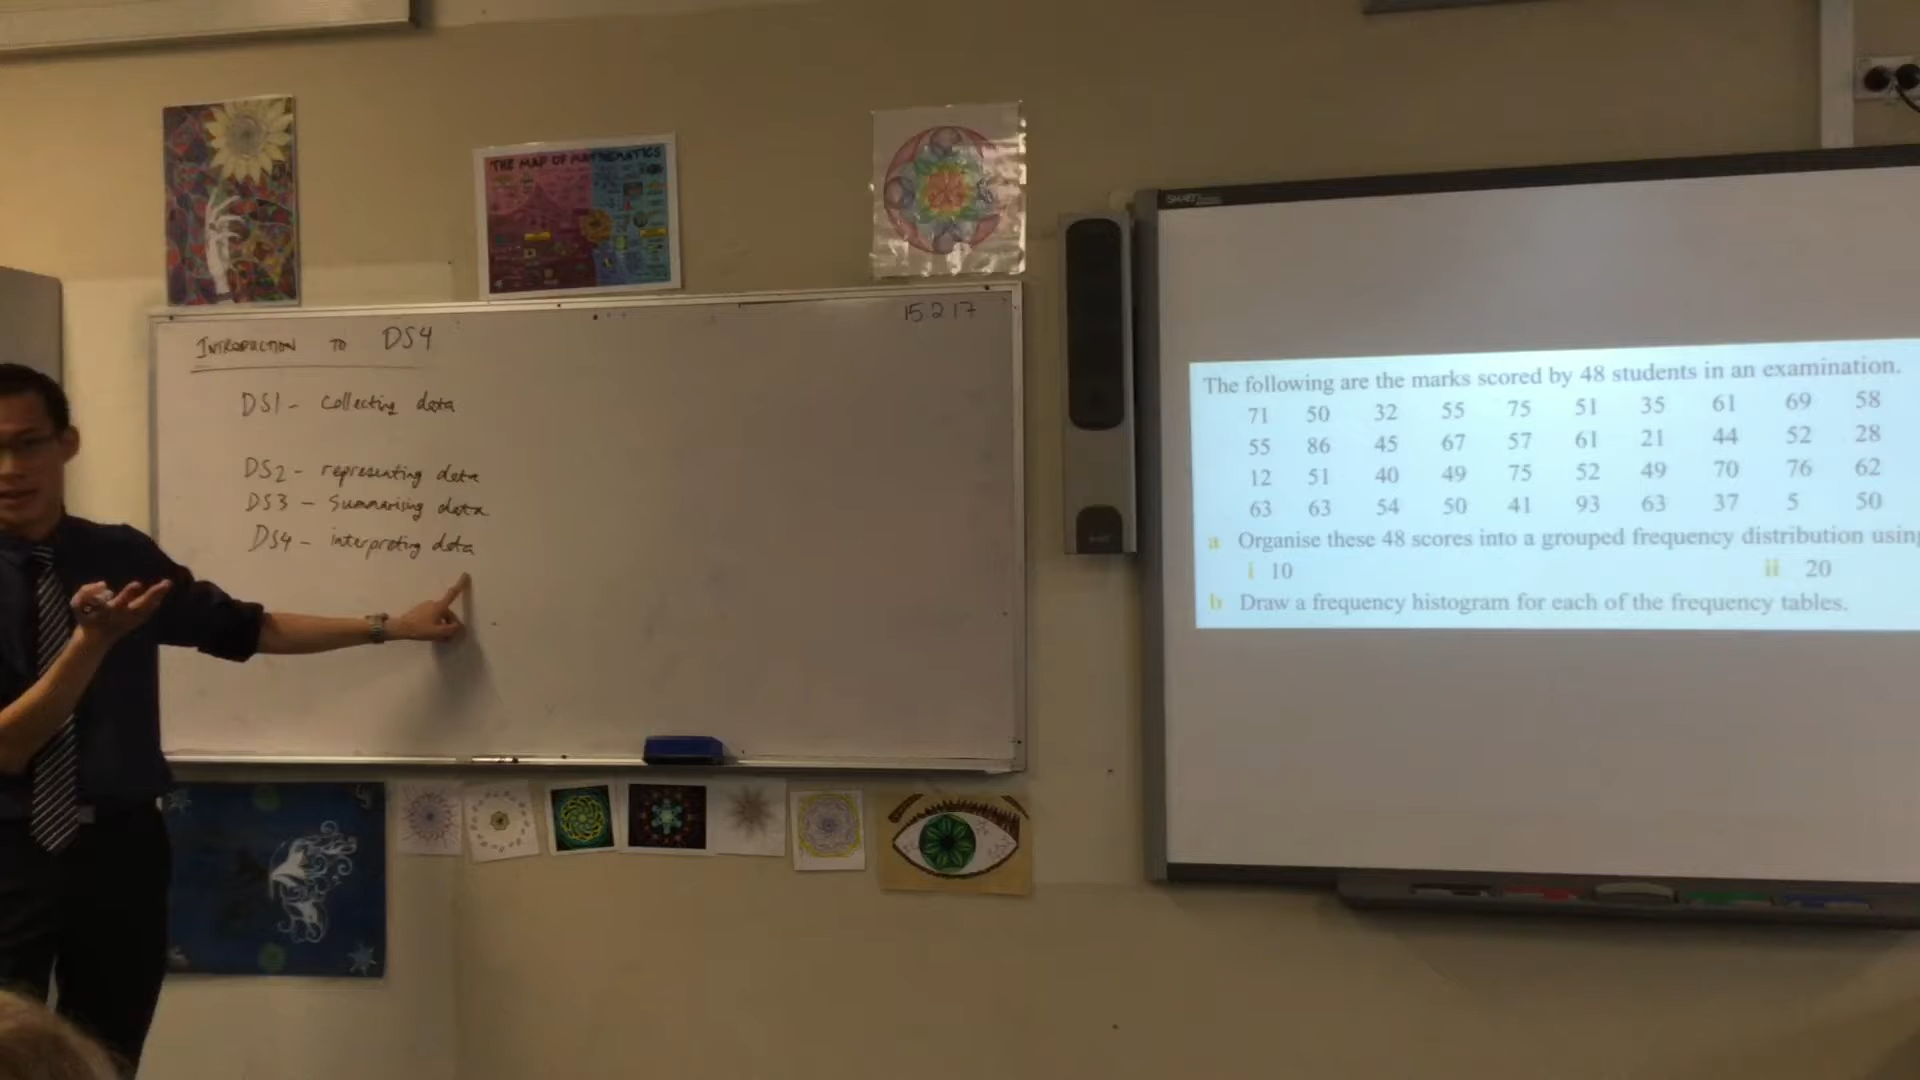 THE MAP OF MATHEMATICS
INTRODUCTION TO DS4
15.2.17
DS1 - Collecting data
DS2 - representing data
DS3 - Summarising data
DS4 - interpreting data
SMART
The following are the marks scored by 48 students in an examination.
71 50 32 55 75 51 35 61 69 58
55 86 45 67 57 61 21 44 52 28
12 51 40 49 75 52 49 70 76 62
63 63 54 50 41 93 63 37 5 50
a Organise these 48 scores into a grouped frequency distribution using
i 10 ii 20
b Draw a frequency histogram for each of the frequency tables.